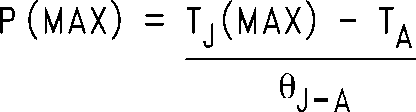 P(MAX) = T_J(MAX) - T_A
θ_J-A